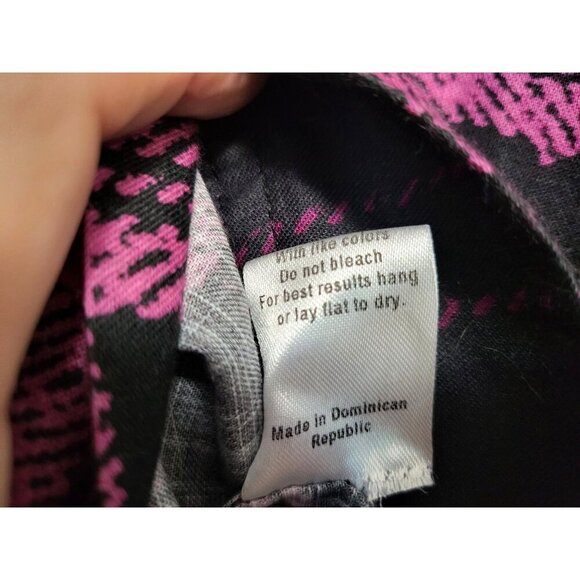 With like colors
Do not bleach
For best results hang
or lay flat to dry.
Made in Dominican
Republic